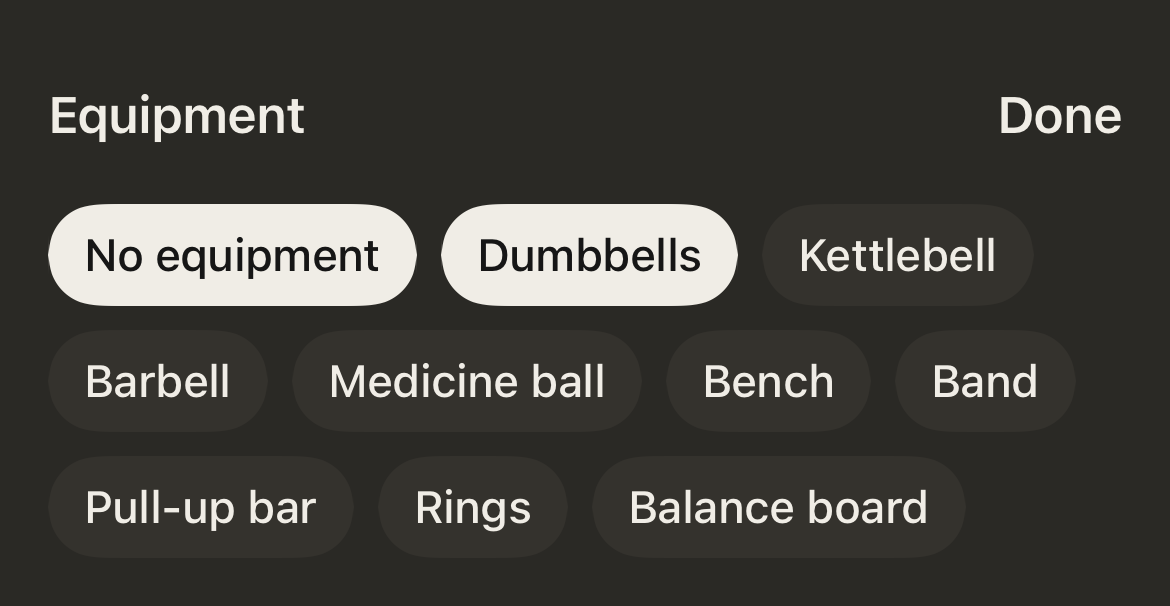 Equipment Done
No equipment Dumbbells Kettlebell
Barbell Medicine ball Bench Band
Pull-up bar Rings Balance board